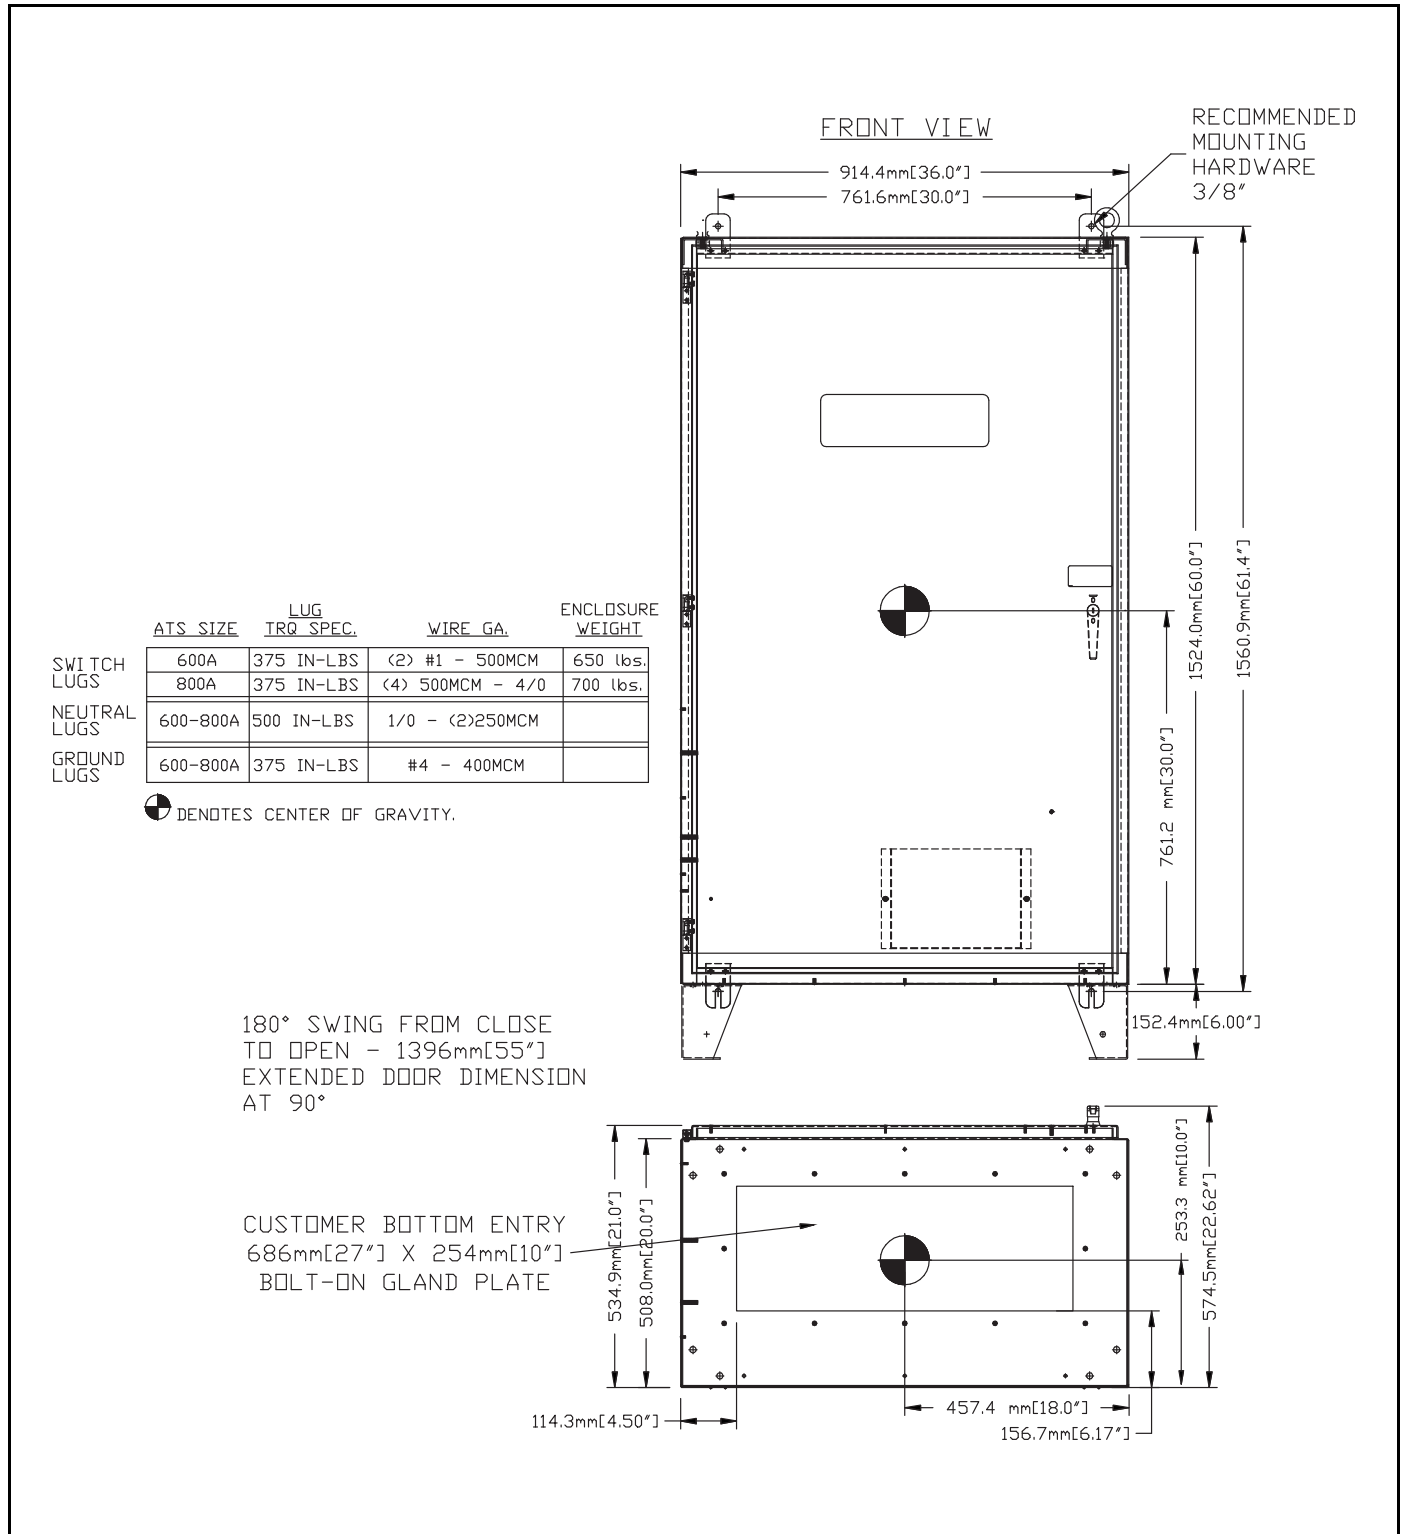 FRONT VIEW
RECOMMENDED
MOUNTING
HARDWARE
3/8"
914.4mm[36.0"]
761.6mm[30.0"]
1524.0mm[60.0"]
1560.9mm[61.4"]
761.2 mm[30.0"]
152.4mm[6.00"]
LUG ENCLOSURE
ATS SIZE TRQ SPEC. WIRE GA. WEIGHT
SWITCH
LUGS
600A 375 IN-LBS (2) #1 - 500MCM 650 lbs.
800A 375 IN-LBS (4) 500MCM - 4/0 700 lbs.
NEUTRAL
LUGS
600-800A 500 IN-LBS 1/0 - (2)250MCM
GROUND
LUGS
600-800A 375 IN-LBS #4 - 400MCM
DENOTES CENTER OF GRAVITY.
180° SWING FROM CLOSE
TO OPEN - 1396mm[55"]
EXTENDED DOOR DIMENSION
AT 90°
CUSTOMER BOTTOM ENTRY
686mm[27"] X 254mm[10"]
BOLT-ON GLAND PLATE
534.9mm[21.0"]
508.0mm[20.0"]
253.3 mm[10.0"]
574.5mm[22.62"]
114.3mm[4.50"]
457.4 mm[18.0"]
156.7mm[6.17"]